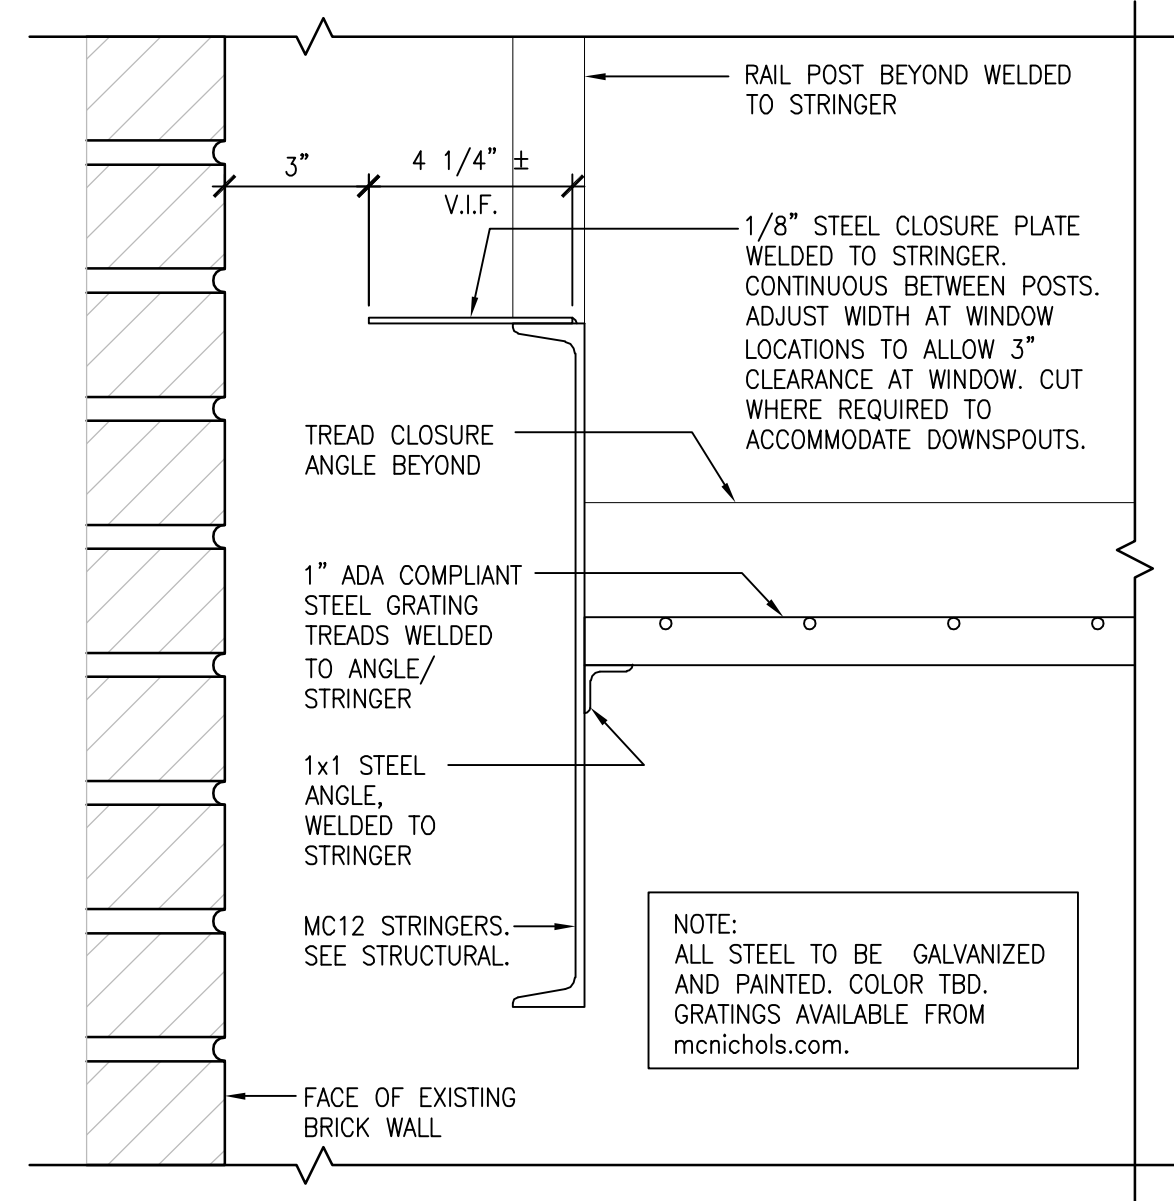 RAIL POST BEYOND WELDED
TO STRINGER
3"
4 1/4" ±
V.I.F.
1/8" STEEL CLOSURE PLATE
WELDED TO STRINGER.
CONTINUOUS BETWEEN POSTS.
ADJUST WIDTH AT WINDOW
LOCATIONS TO ALLOW 3"
CLEARANCE AT WINDOW. CUT
WHERE REQUIRED TO
ACCOMMODATE DOWNSPOUTS.
TREAD CLOSURE
ANGLE BEYOND
1" ADA COMPLIANT
STEEL GRATING
TREADS WELDED
TO ANGLE/
STRINGER
1x1 STEEL
ANGLE,
WELDED TO
STRINGER
MC12 STRINGERS.
SEE STRUCTURAL.
NOTE:
ALL STEEL TO BE GALVANIZED
AND PAINTED. COLOR TBD.
GRATINGS AVAILABLE FROM
mcnichols.com.
FACE OF EXISTING
BRICK WALL